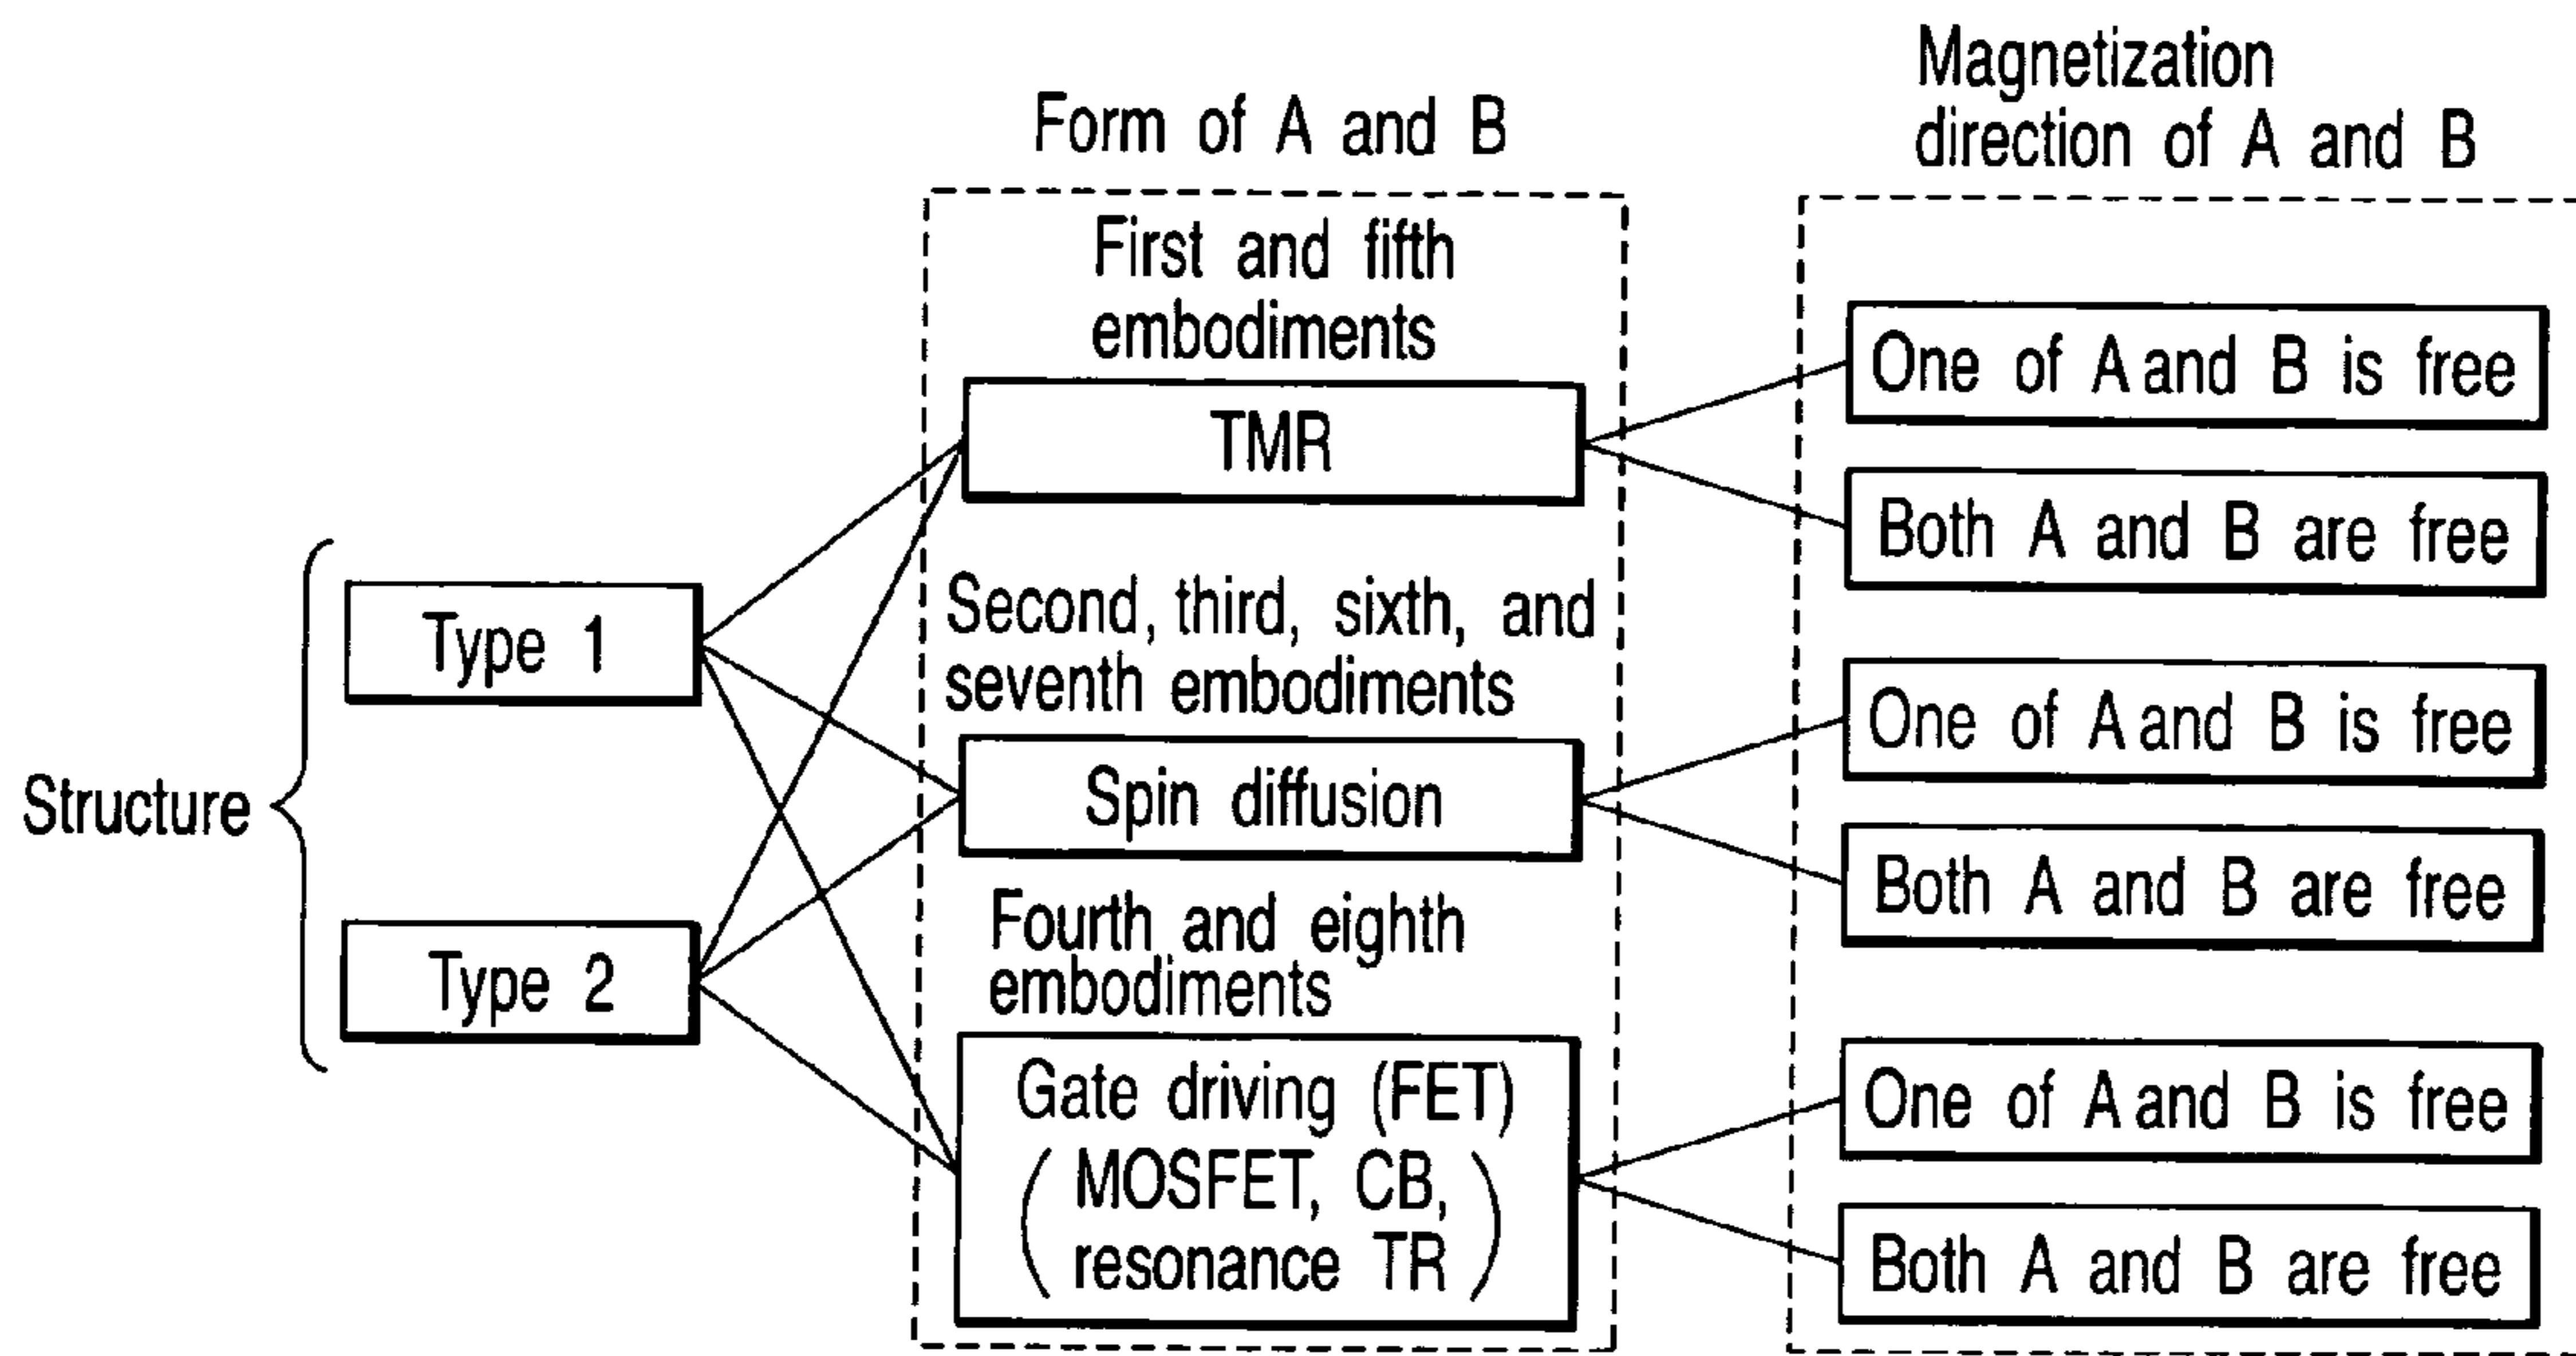 Magnetization
direction of A and B
Form of A and B
First and fifth
embodiments
TMR
One of A and B is free
Both A and B are free
Structure
Type 1
Type 2
Second, third, sixth, and
seventh embodiments
Spin diffusion
One of A and B is free
Both A and B are free
Fourth and eighth
embodiments
Gate driving (FET)
( MOSFET, CB,
resonance TR )
One of A and B is free
Both A and B are free